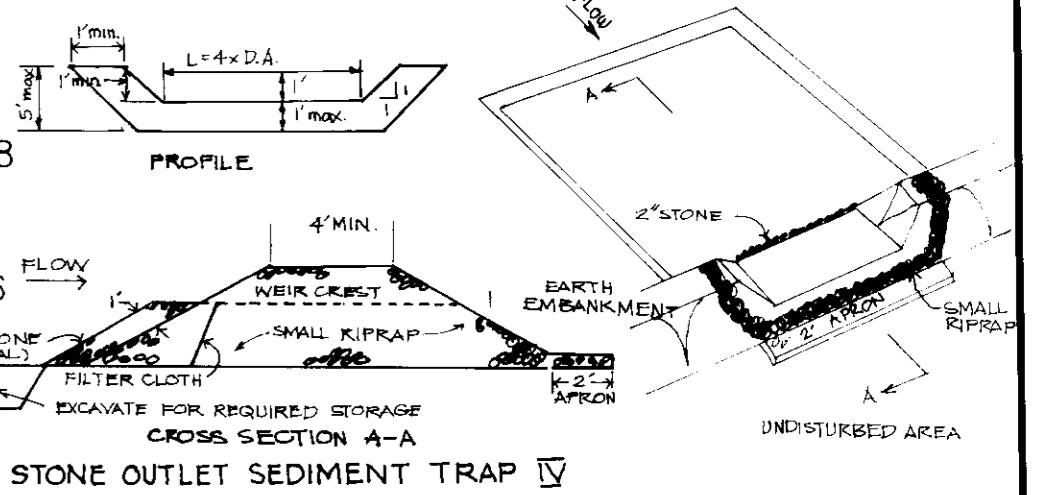 1' min.
L = 4 x D.A.
1' min.
5' max
1'
1' max.
1
1
PROFILE
FLOW
A
2" STONE
EARTH
EMBANKMENT
SMALL
RIPRAP
2' APRON
A
UNDISTURBED AREA
4' MIN.
FLOW
WEIR CREST
1'
1
SMALL RIPRAP
FILTER CLOTH
2'
APRON
EXCAVATE FOR REQUIRED STORAGE
CROSS SECTION A-A
STONE OUTLET SEDIMENT TRAP IV